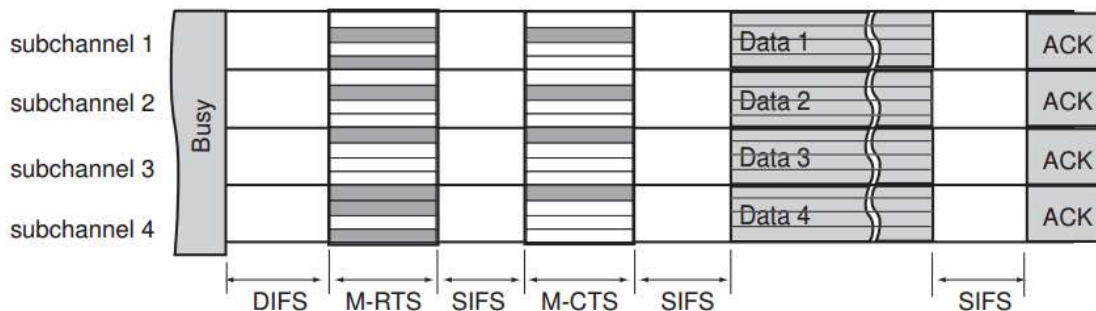 subchannel 1
subchannel 2
subchannel 3
subchannel 4
Busy
Data 1
Data 2
Data 3
Data 4
ACK
ACK
ACK
ACK
DIFS M-RTS SIFS M-CTS SIFS SIFS